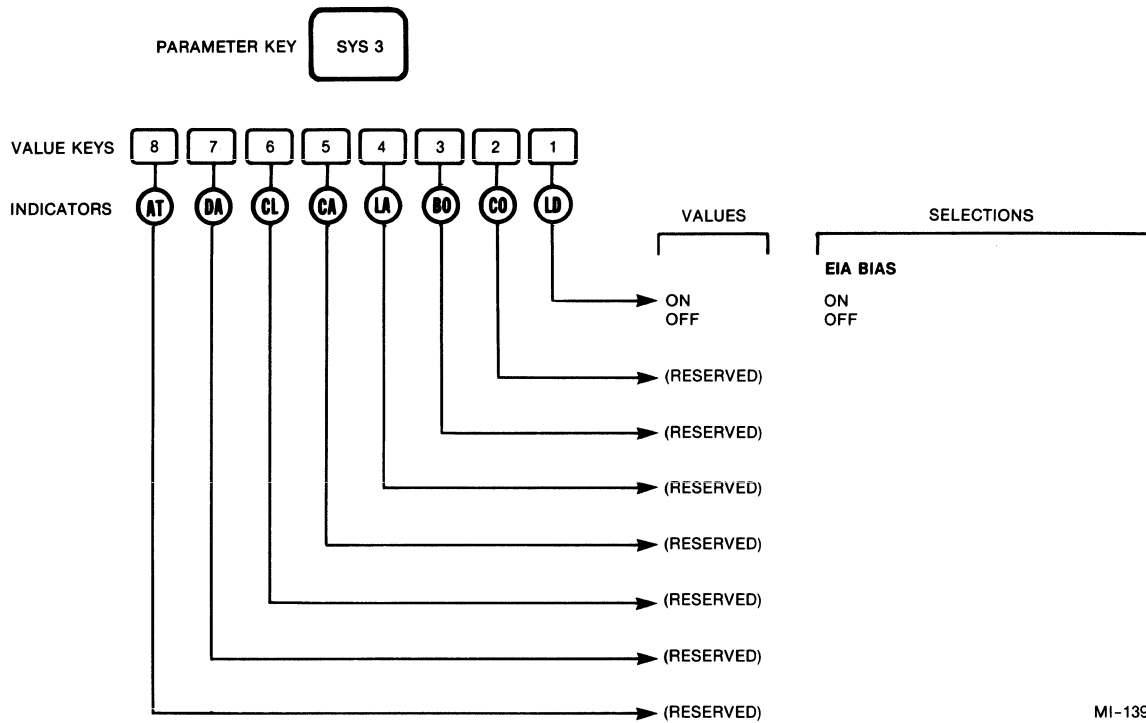 PARAMETER KEY SYS 3
VALUE KEYS 8 7 6 5 4 3 2 1
INDICATORS AT DA CL CA LA BO CO LD
VALUES SELECTIONS
EIA BIAS
ON ON
OFF OFF
(RESERVED)
(RESERVED)
(RESERVED)
(RESERVED)
(RESERVED)
(RESERVED)
(RESERVED)
MI-139